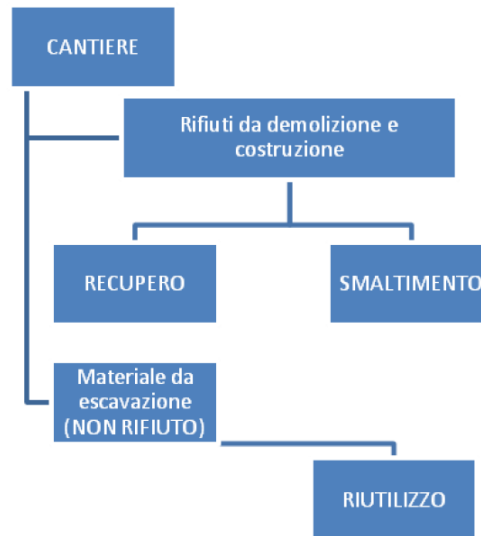 CANTIERE
Rifiuti da demolizione e
costruzione
RECUPERO
SMALTIMENTO
Materiale da
escavazione
(NON RIFIUTO)
RIUTILIZZO